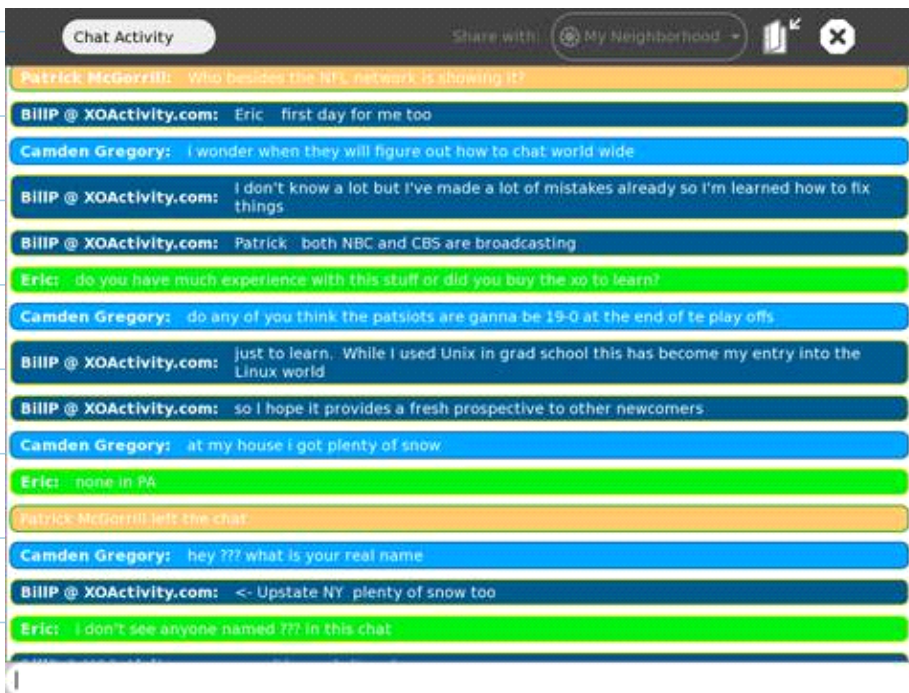 Chat Activity
Share with: My Neighborhood
Patrick McGorrill: Who besides the NFL network is showing it?
BillP @ XOActivity.com: Eric first day for me too
Camden Gregory: i wonder when they will figure out how to chat world wide
BillP @ XOActivity.com: I don't know a lot but I've made a lot of mistakes already so I'm learned how to fix
things
BillP @ XOActivity.com: Patrick both NBC and CBS are broadcasting
Eric: do you have much experience with this stuff or did you buy the xo to learn?
Camden Gregory: do any of you think the patsiots are ganna be 19-0 at the end of te play offs
BillP @ XOActivity.com: just to learn. While I used Unix in grad school this has become my entry into the
Linux world
BillP @ XOActivity.com: so I hope it provides a fresh prospective to other newcomers
Camden Gregory: at my house i got plenty of snow
Eric: none in PA
Patrick McGorrill left the chat
Camden Gregory: hey ??? what is your real name
BillP @ XOActivity.com: <- Upstate NY plenty of snow too
Eric: i don't see anyone named ??? in this chat